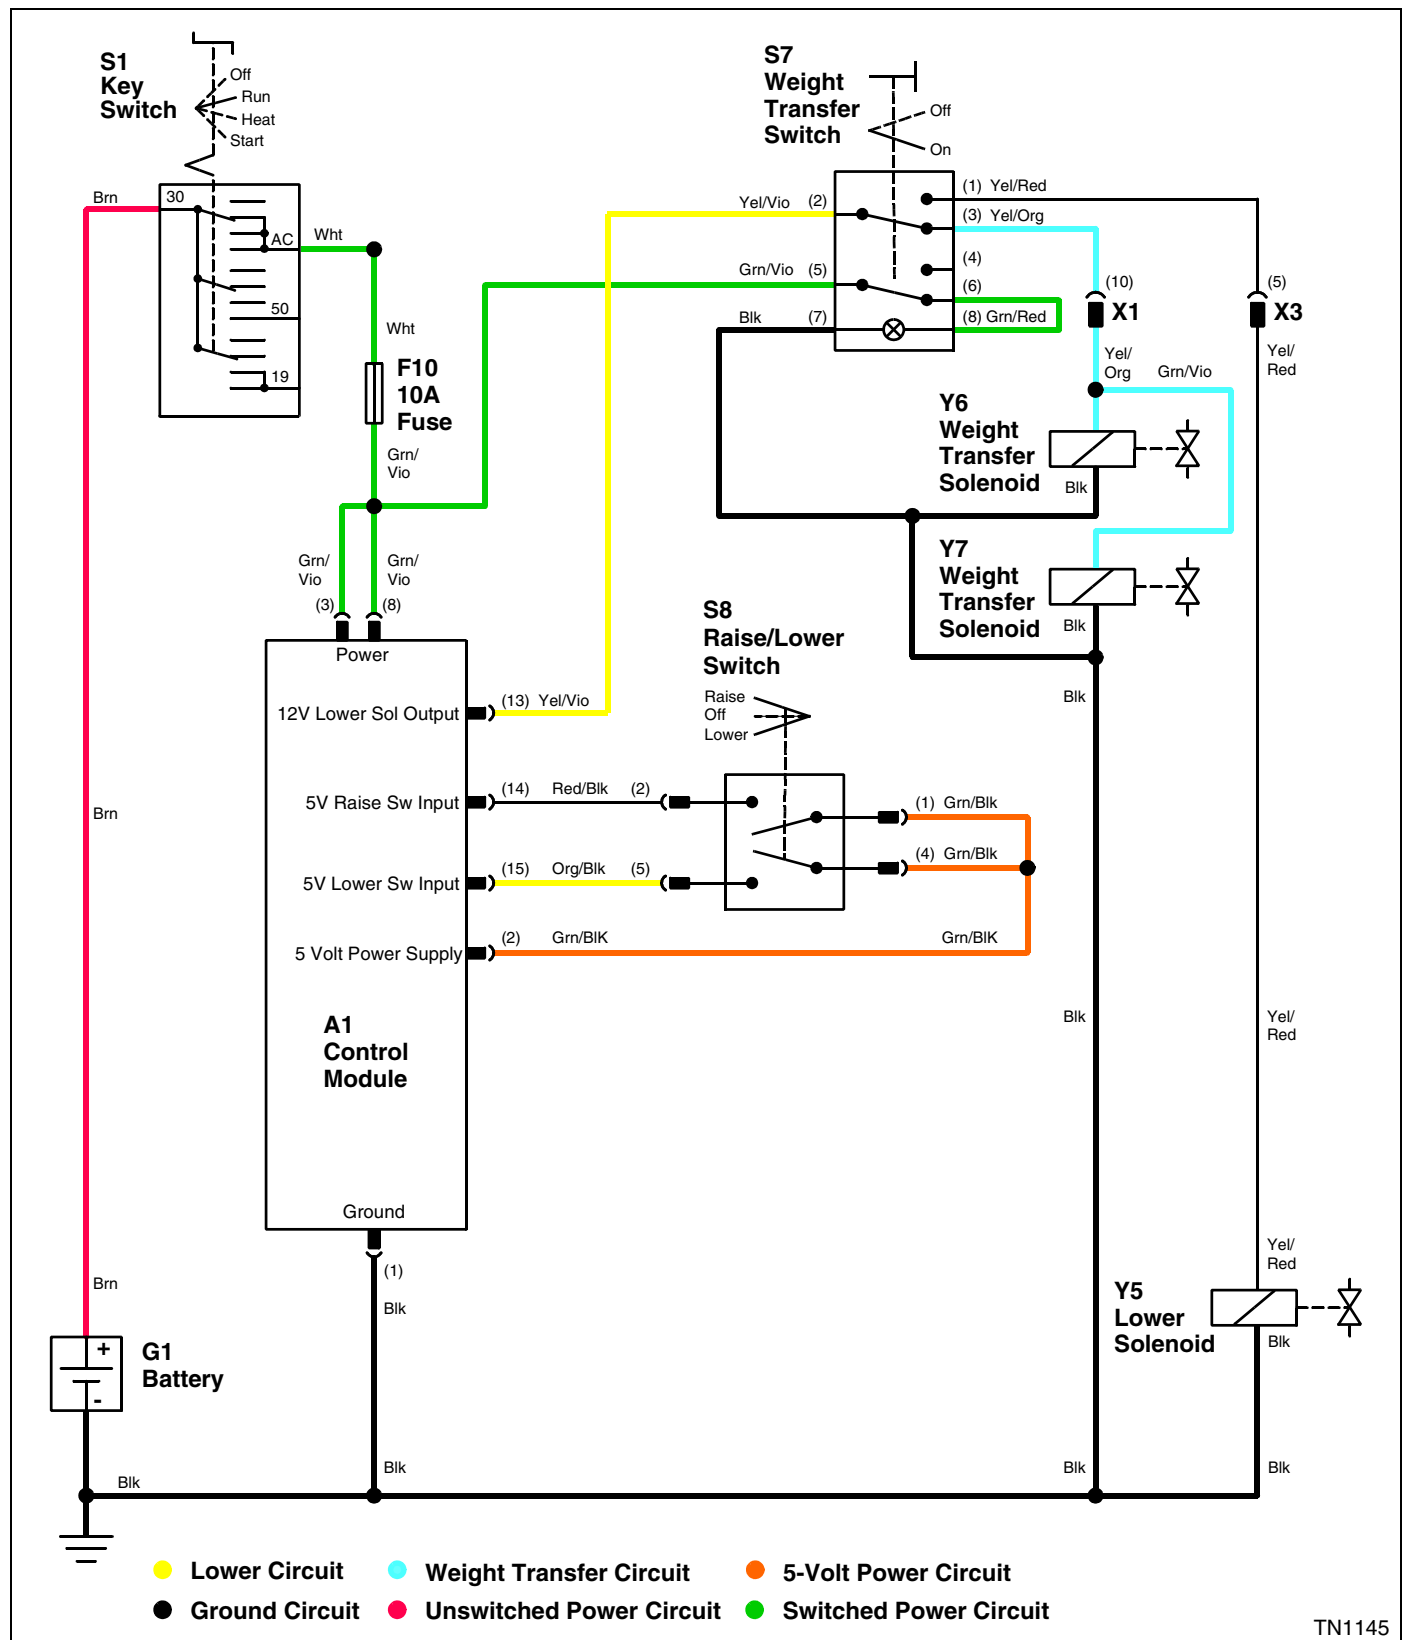 S1
Key
Switch
Off
Run
Heat
Start
S7
Weight
Transfer
Switch
Off
On
Brn
30
AC
50
19
Wht
Wht
F10
10A
Fuse
Grn/
Vio
Yel/Vio (2)
Grn/Vio (5)
Blk (7)
(1) Yel/Red
(3) Yel/Org
(4)
(6)
(8) Grn/Red
(10)
X1
(5)
X3
Yel/
Org
Grn/Vio
Yel/
Red
Y6
Weight
Transfer
Solenoid
Blk
Y7
Weight
Transfer
Solenoid
Blk
Blk
Grn/
Vio
(3)
Grn/
Vio
(8)
Power
12V Lower Sol Output
(13) Yel/Vio
5V Raise Sw Input
(14) Red/Blk (2)
5V Lower Sw Input
(15) Org/Blk (5)
5 Volt Power Supply
(2) Grn/BlK Grn/BlK
S8
Raise/Lower
Switch
Raise
Off
Lower
(1) Grn/Blk
(4) Grn/Blk
Brn
A1
Control
Module
Blk
Yel/
Red
Ground
(1)
Blk
Brn
Yel/
Red
Y5
Lower
Solenoid
Blk
+
-
G1
Battery
Blk
Blk
Blk
Blk
Lower Circuit
Weight Transfer Circuit
5-Volt Power Circuit
Ground Circuit
Unswitched Power Circuit
Switched Power Circuit
TN1145